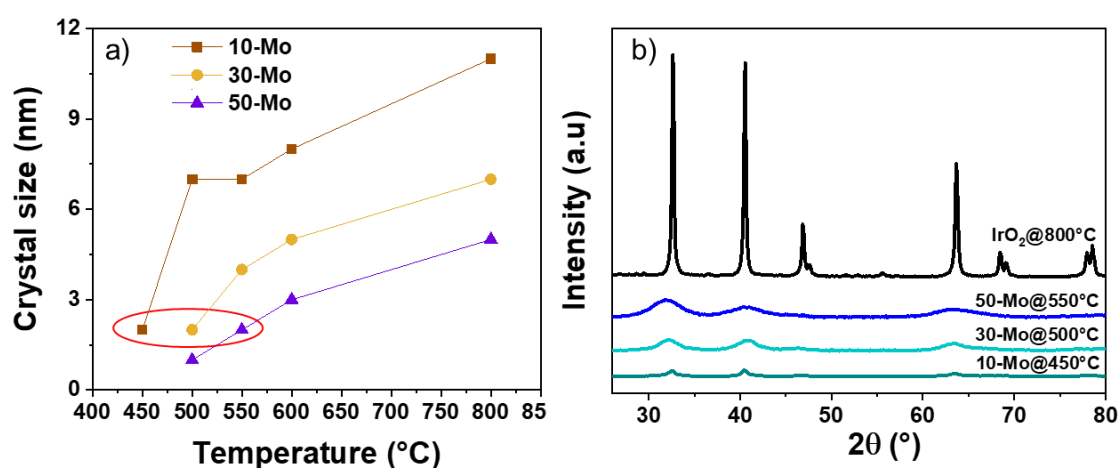 a)
10-Mo
30-Mo
50-Mo
Crystal size (nm)
12
9
6
3
0
400 450 500 550 600 650 700 750 800 85
Temperature (°C)
b)
Intensity (a.u)
IrO₂@800°C
50-Mo@550°C
30-Mo@500°C
10-Mo@450°C
30 40 50 60 70 80
2θ (°)